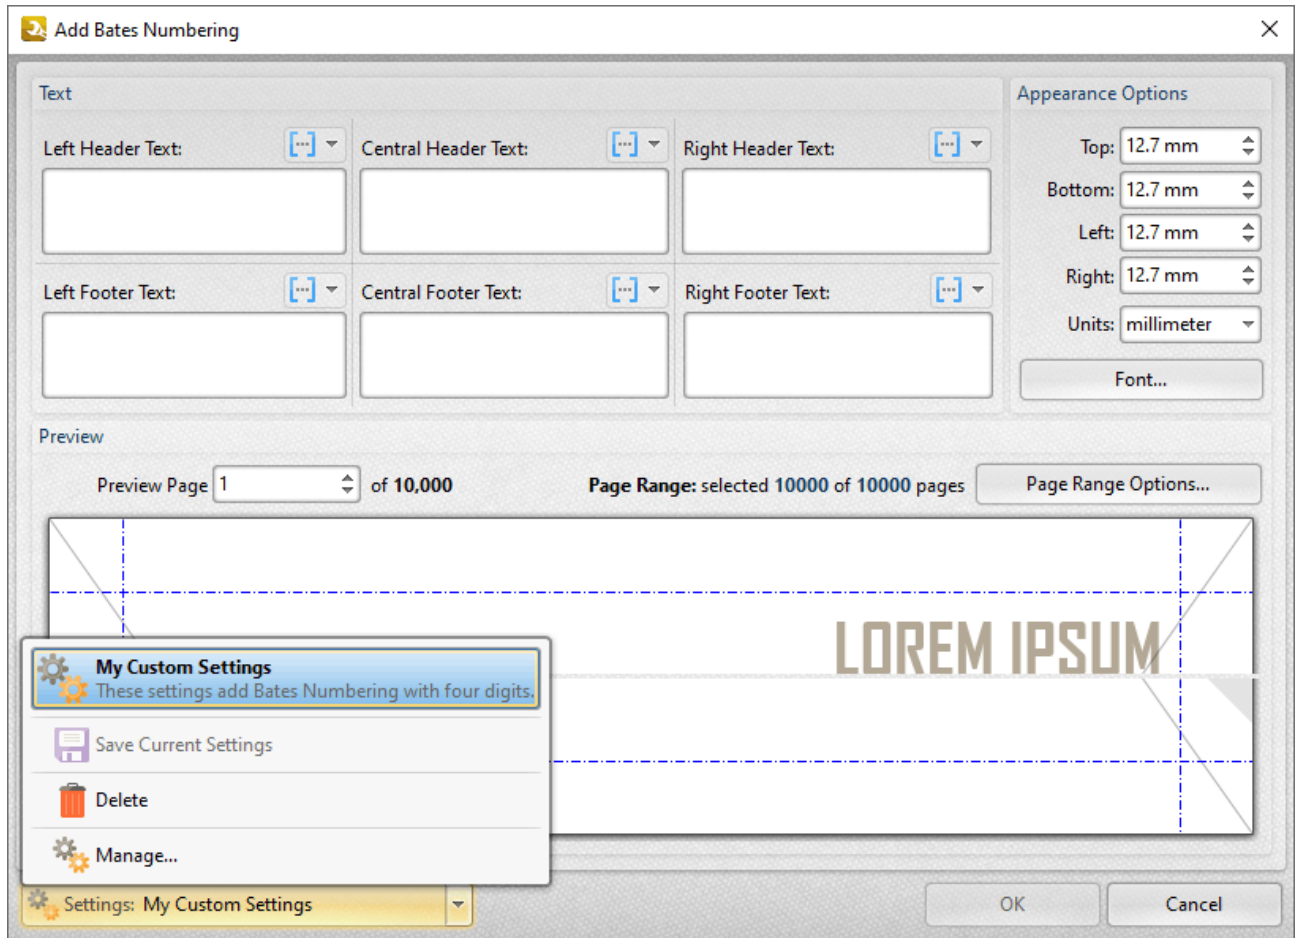 Add Bates Numbering
Text
Appearance Options
Left Header Text:
Central Header Text:
Right Header Text:
Top: 12.7 mm
Bottom: 12.7 mm
Left: 12.7 mm
Left Footer Text:
Central Footer Text:
Right Footer Text:
Right: 12.7 mm
Units: millimeter
Font...
Preview
Preview Page 1 of 10,000
Page Range: selected 10000 of 10000 pages
Page Range Options...
LOREM IPSUM
My Custom Settings
These settings add Bates Numbering with four digits.
Save Current Settings
Delete
Manage...
Settings: My Custom Settings
OK
Cancel